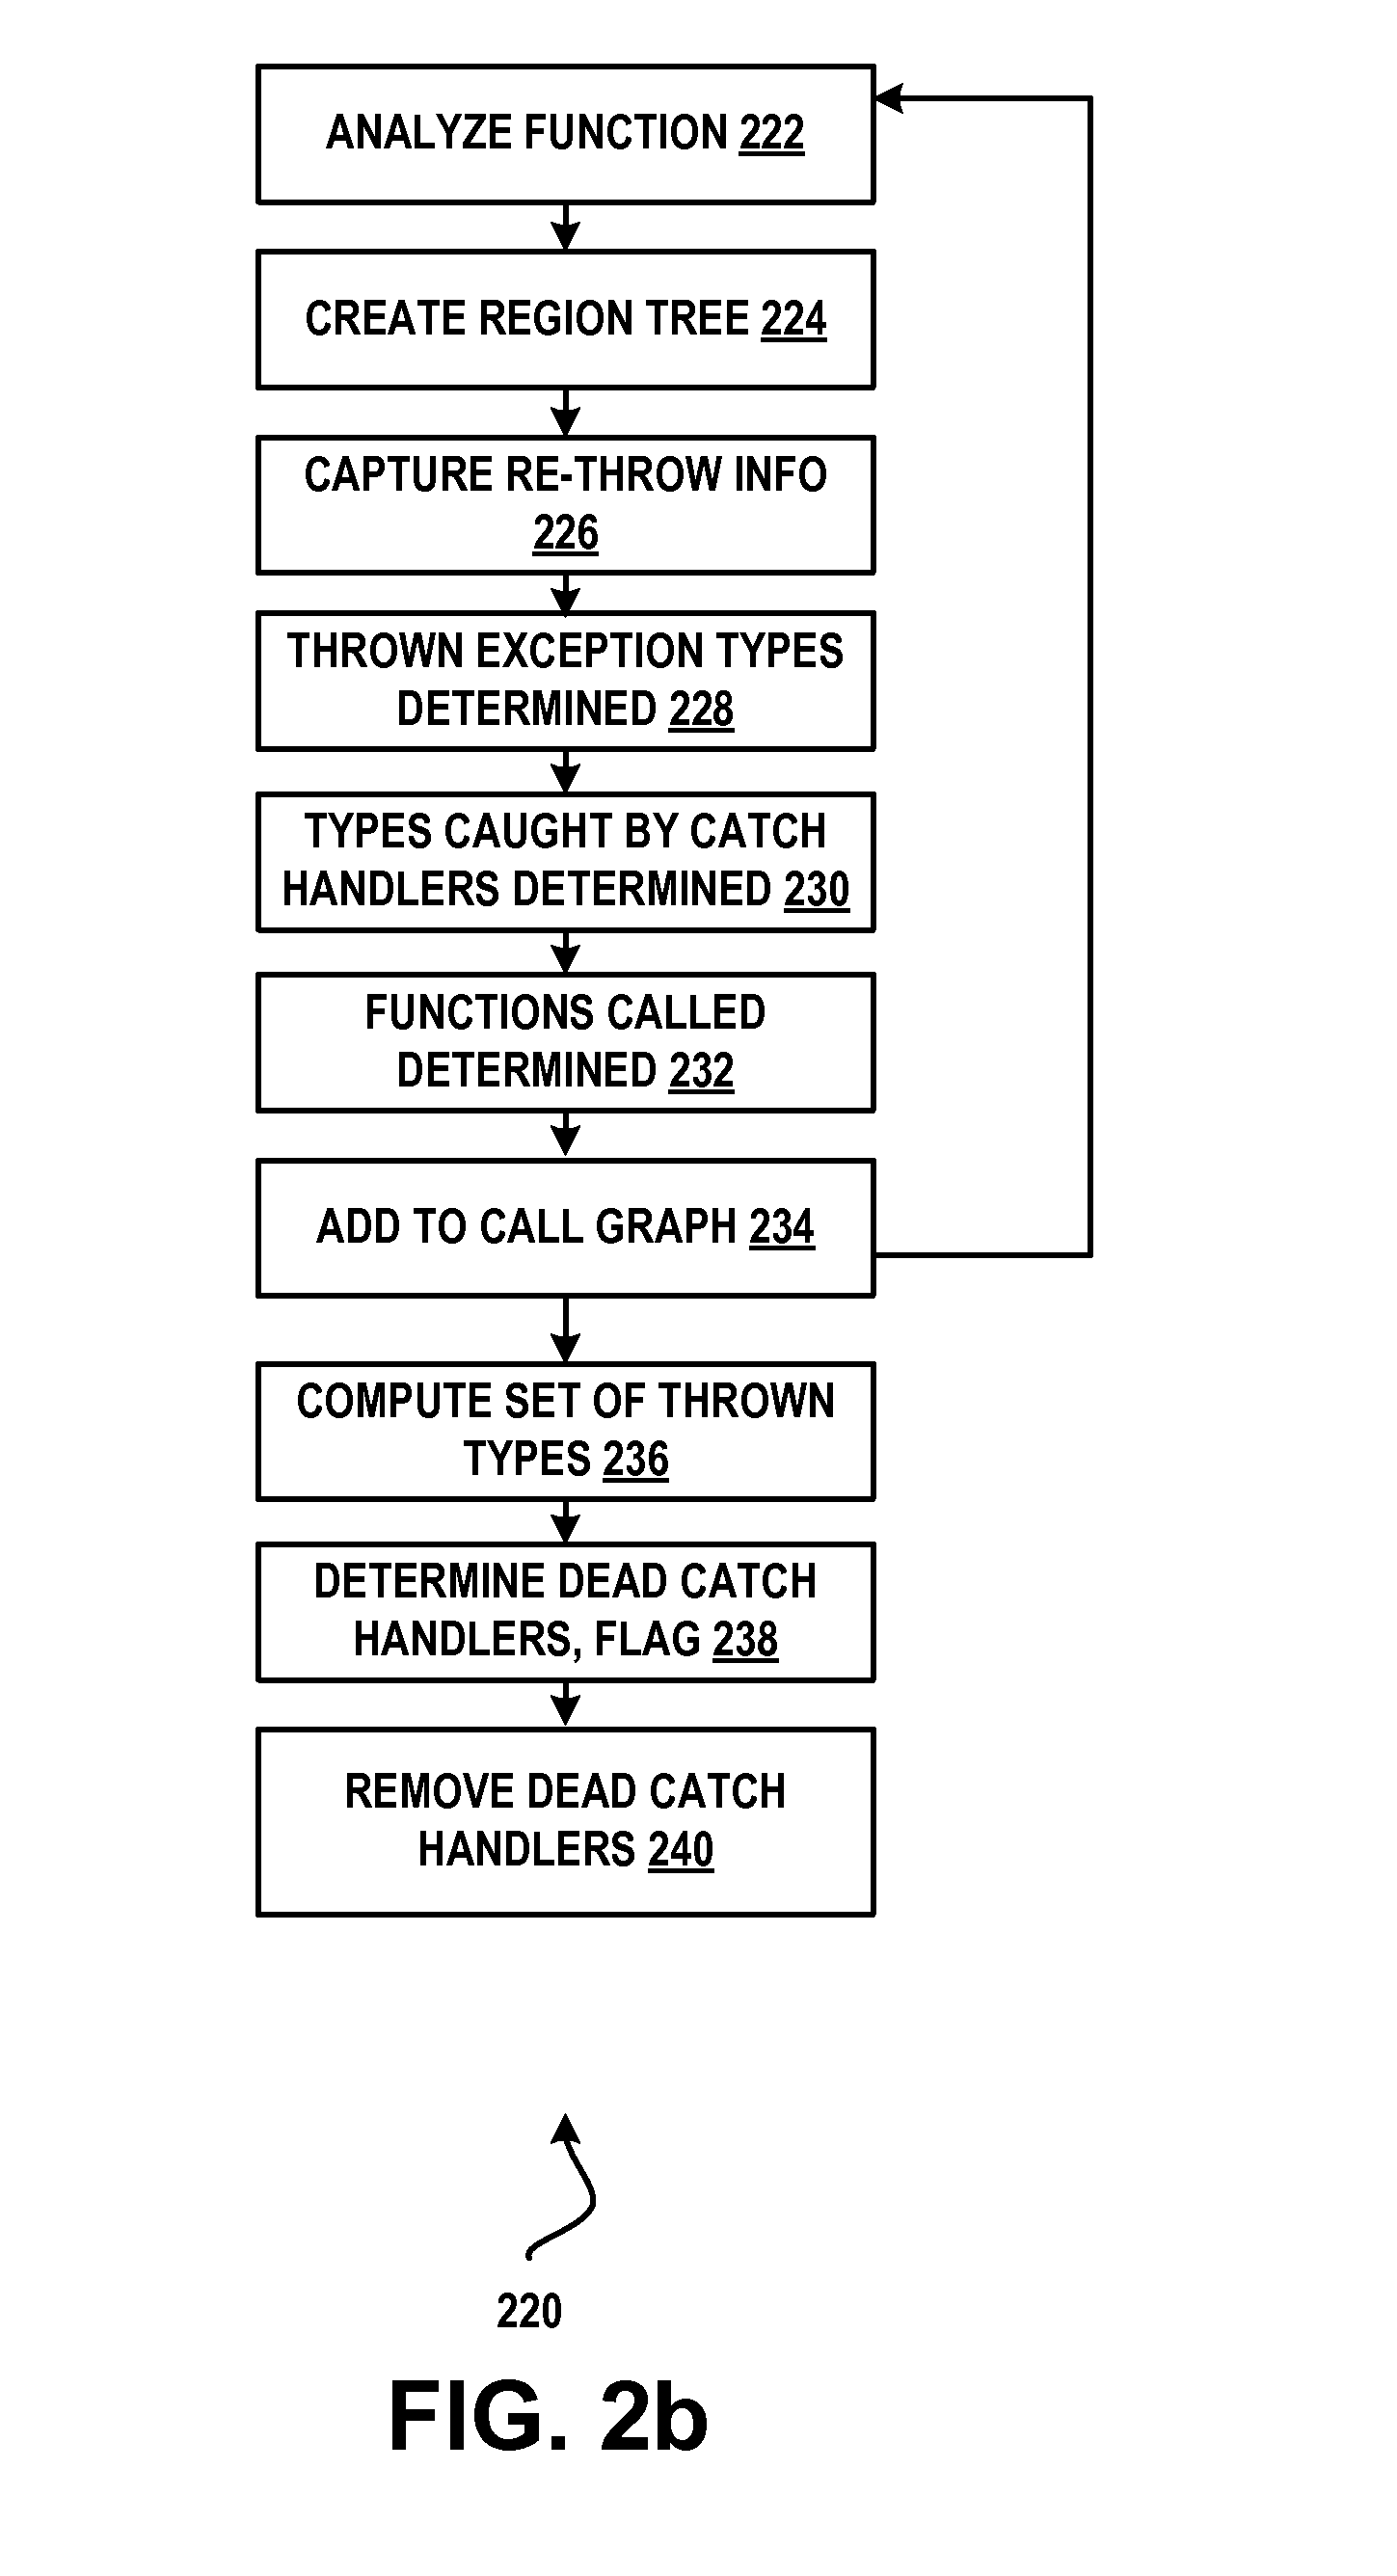 ANALYZE FUNCTION 222
CREATE REGION TREE 224
CAPTURE RE-THROW INFO
226
THROWN EXCEPTION TYPES
DETERMINED 228
TYPES CAUGHT BY CATCH
HANDLERS DETERMINED 230
FUNCTIONS CALLED
DETERMINED 232
ADD TO CALL GRAPH 234
COMPUTE SET OF THROWN
TYPES 236
DETERMINE DEAD CATCH
HANDLERS, FLAG 238
REMOVE DEAD CATCH
HANDLERS 240
220
FIG. 2b